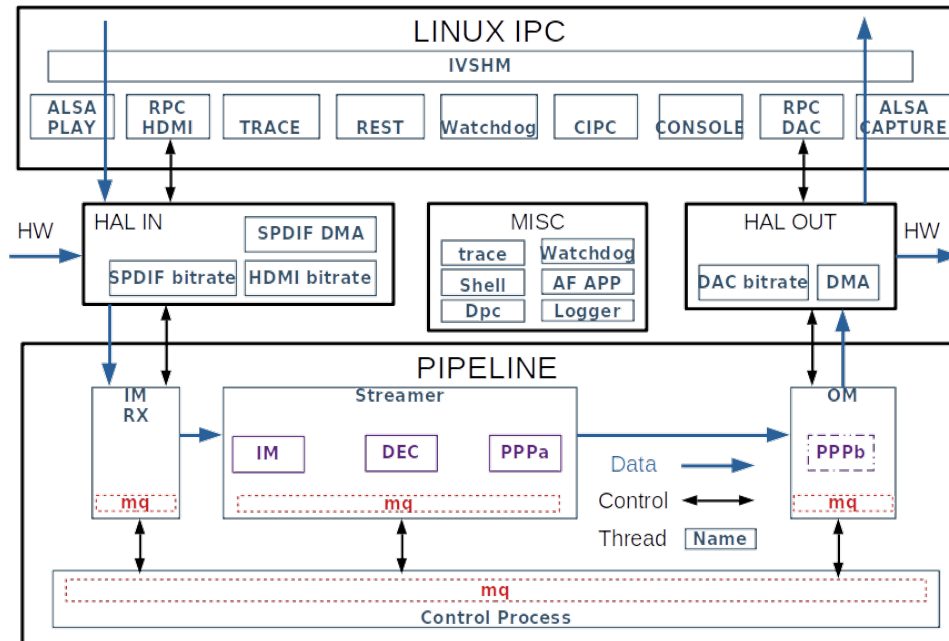 LINUX IPC
IVSHM
ALSA
PLAY
RPC
HDMI
TRACE
REST
Watchdog
CIPC
CONSOLE
RPC
DAC
ALSA
CAPTURE
HW
HAL IN
SPDIF DMA
SPDIF bitrate
HDMI bitrate
MISC
trace
Watchdog
Shell
AF APP
Dpc
Logger
HAL OUT
HW
DAC bitrate
DMA
PIPELINE
IM
RX
mq
Streamer
IM
DEC
PPPa
mq
OM
PPPb
mq
Data
Control
Thread
Name
mq
Control Process